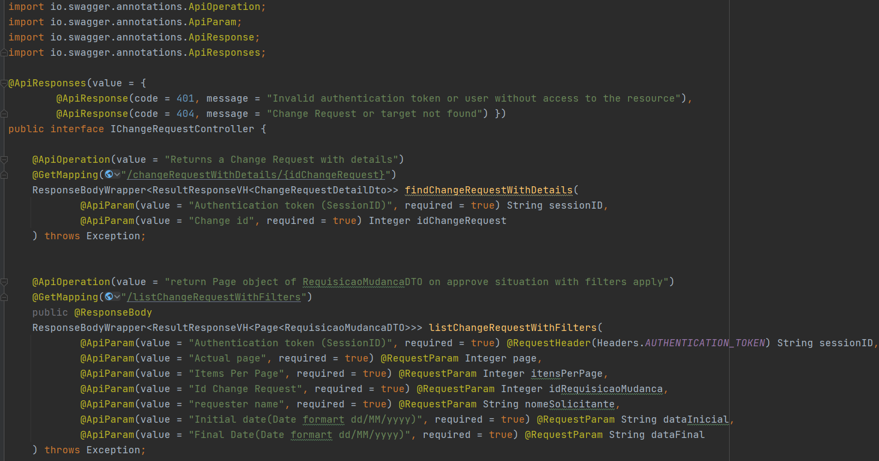 import io.swagger.annotations.ApiOperation;
import io.swagger.annotations.ApiParam;
import io.swagger.annotations.ApiResponse;
import io.swagger.annotations.ApiResponses;
@ApiResponses(value = {
@ApiResponse(code = 401, message = "Invalid authentication token or user without access to the resource"),
@ApiResponse(code = 404, message = "Change Request or target not found") })
public interface IChangeRequestController {
@ApiOperation(value = "Returns a Change Request with details")
@GetMapping("/changeRequestWithDetails/{idChangeRequest}")
ResponseBodyWrapper<ResultResponseVH<ChangeRequestDetailDto>> findChangeRequestWithDetails(
@ApiParam(value = "Authentication token (SessionID)", required = true) String sessionID,
@ApiParam(value = "Change id", required = true) Integer idChangeRequest
) throws Exception;
@ApiOperation(value = "return Page object of RequisicaoMudancaDTO on approve situation with filters apply")
@GetMapping("/listChangeRequestWithFilters")
public @ResponseBody
ResponseBodyWrapper<ResultResponseVH<Page<RequisicaoMudancaDTO>>> listChangeRequestWithFilters(
@ApiParam(value = "Authentication token (SessionID)", required = true) @RequestHeader(Headers.AUTHENTICATION_TOKEN) String sessionID,
@ApiParam(value = "Actual page", required = true) @RequestParam Integer page,
@ApiParam(value = "Items Per Page", required = true) @RequestParam Integer itensPerPage,
@ApiParam(value = "Id Change Request", required = true) @RequestParam Integer idRequisicaoMudanca,
@ApiParam(value = "requester name", required = true) @RequestParam String nomeSolicitante,
@ApiParam(value = "Initial date(Date formart dd/MM/yyyy)", required = true) @RequestParam String dataInicial,
@ApiParam(value = "Final Date(Date formart dd/MM/yyyy)", required = true) @RequestParam String dataFinal
) throws Exception;